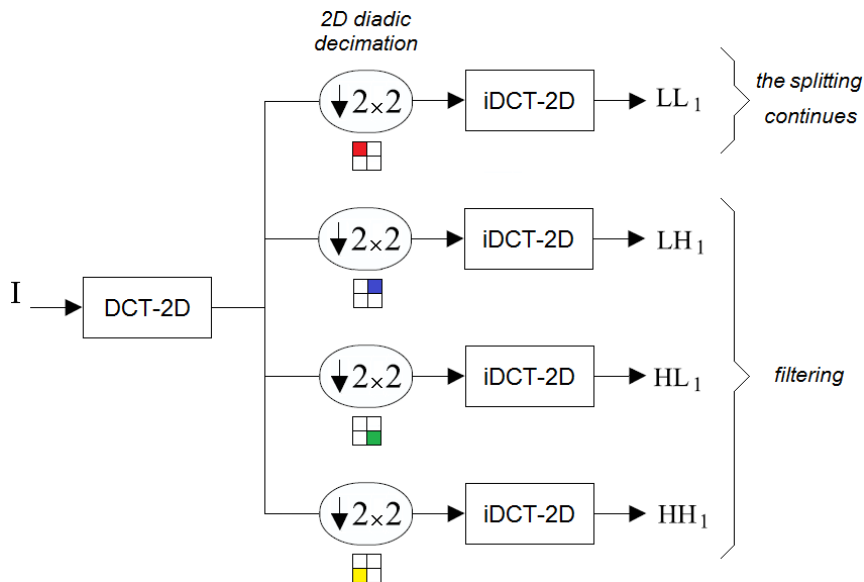 2D diadic
decimation
2×2
iDCT-2D
LL1
the splitting
continues
2×2
iDCT-2D
LH1
I
DCT-2D
2×2
iDCT-2D
HL1
filtering
2×2
iDCT-2D
HH1